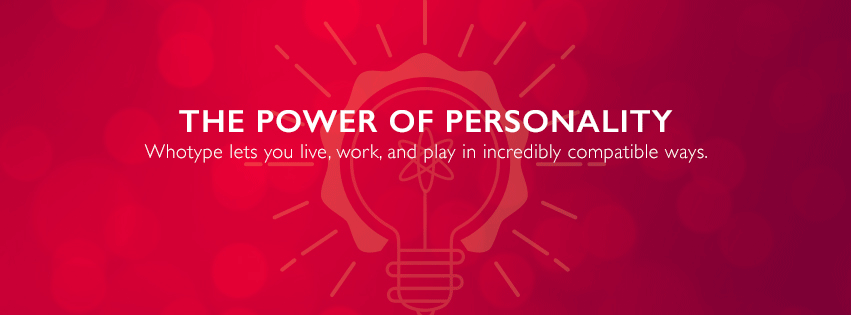 THE POWER OF PERSONALITY
Whotype lets you live, work, and play in incredibly compatible ways.